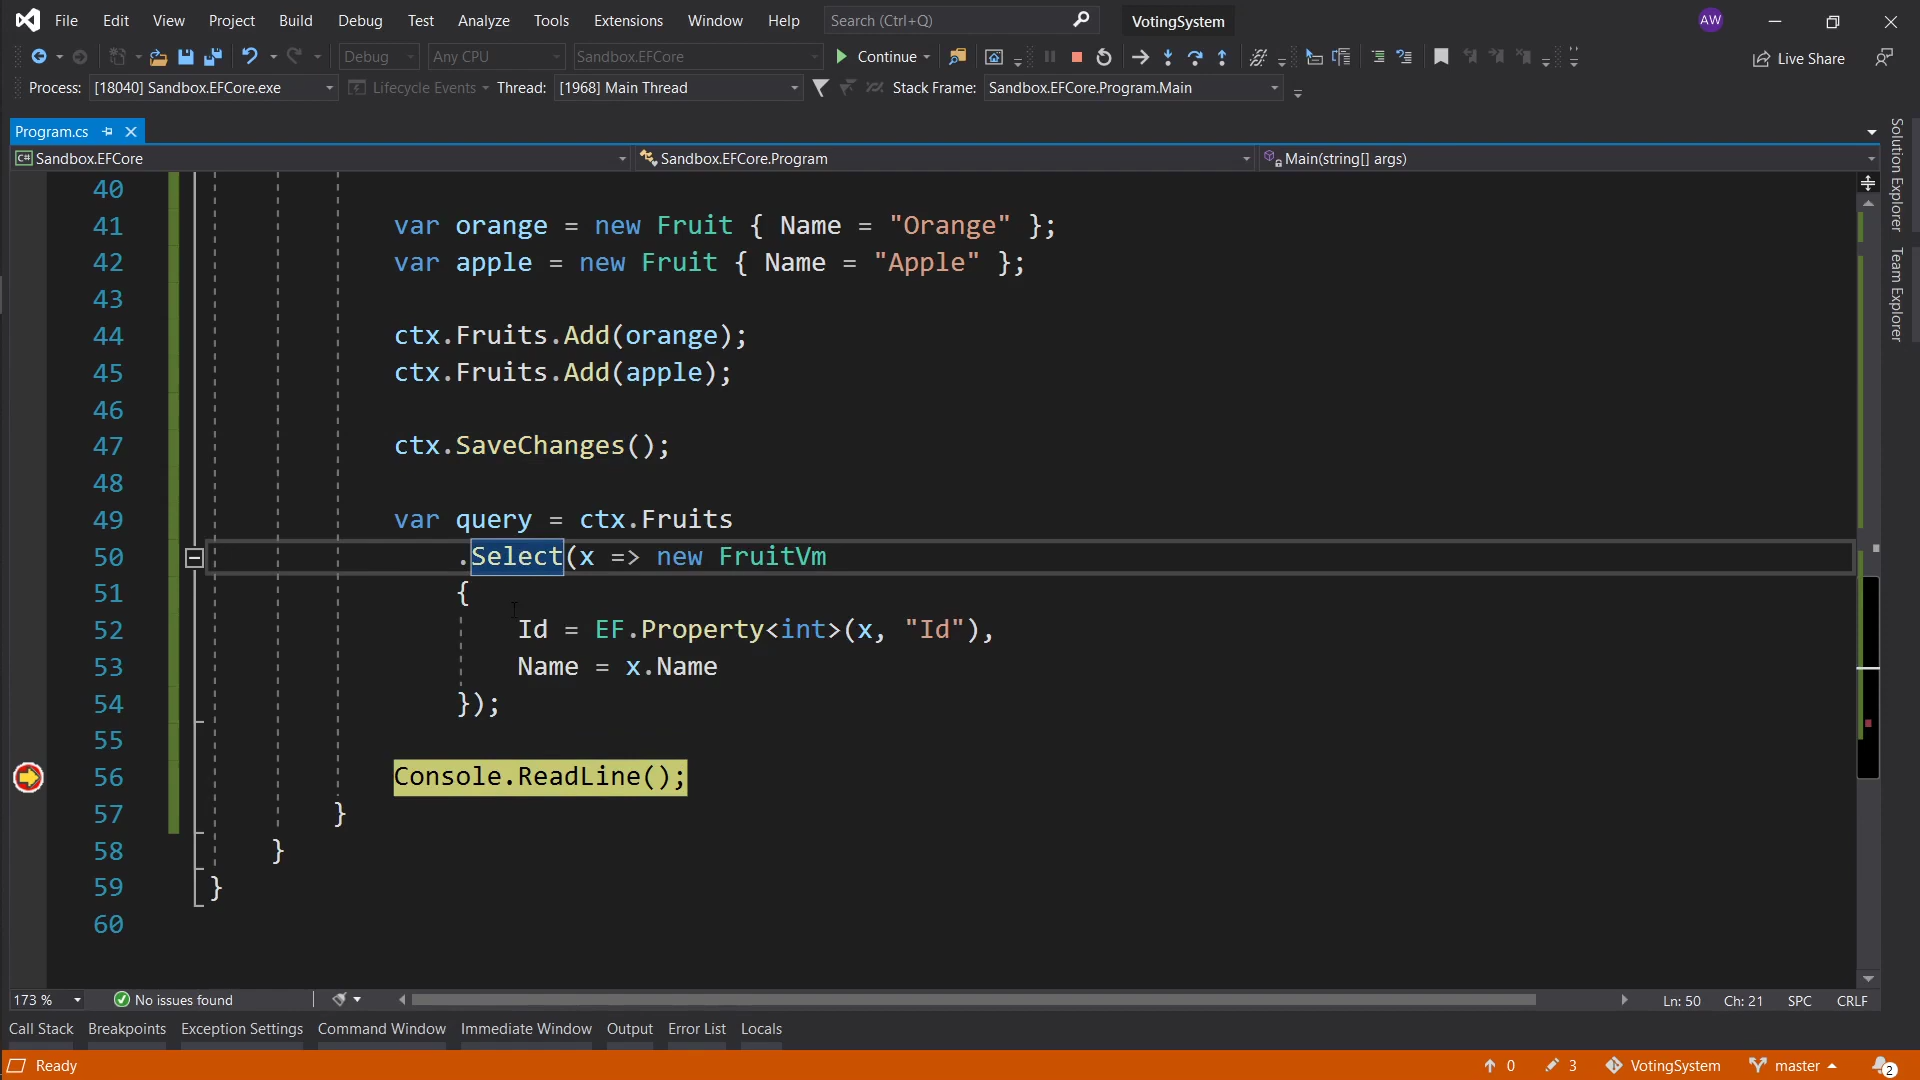 File Edit View Project Build Debug Test Analyze Tools Extensions Window Help Search (Ctrl+Q) VotingSystem AW
Debug Any CPU Sandbox.EFCore Continue Live Share
Process: [18040] Sandbox.EFCore.exe Lifecycle Events Thread: [1968] Main Thread Stack Frame: Sandbox.EFCore.Program.Main
Program.cs
C# Sandbox.EFCore Sandbox.EFCore.Program Main(string[] args)
40
41 var orange = new Fruit { Name = "Orange" };
42 var apple = new Fruit { Name = "Apple" };
43
44 ctx.Fruits.Add(orange);
45 ctx.Fruits.Add(apple);
46
47 ctx.SaveChanges();
48
49 var query = ctx.Fruits
50 .Select(x => new FruitVm
51 {
52 Id = EF.Property<int>(x, "Id"),
53 Name = x.Name
54 });
55
56 Console.ReadLine();
57 }
58 }
59 }
60
Solution Explorer
Team Explorer
173 % No issues found Ln: 50 Ch: 21 SPC CRLF
Call Stack Breakpoints Exception Settings Command Window Immediate Window Output Error List Locals
Ready 0 3 VotingSystem master 2